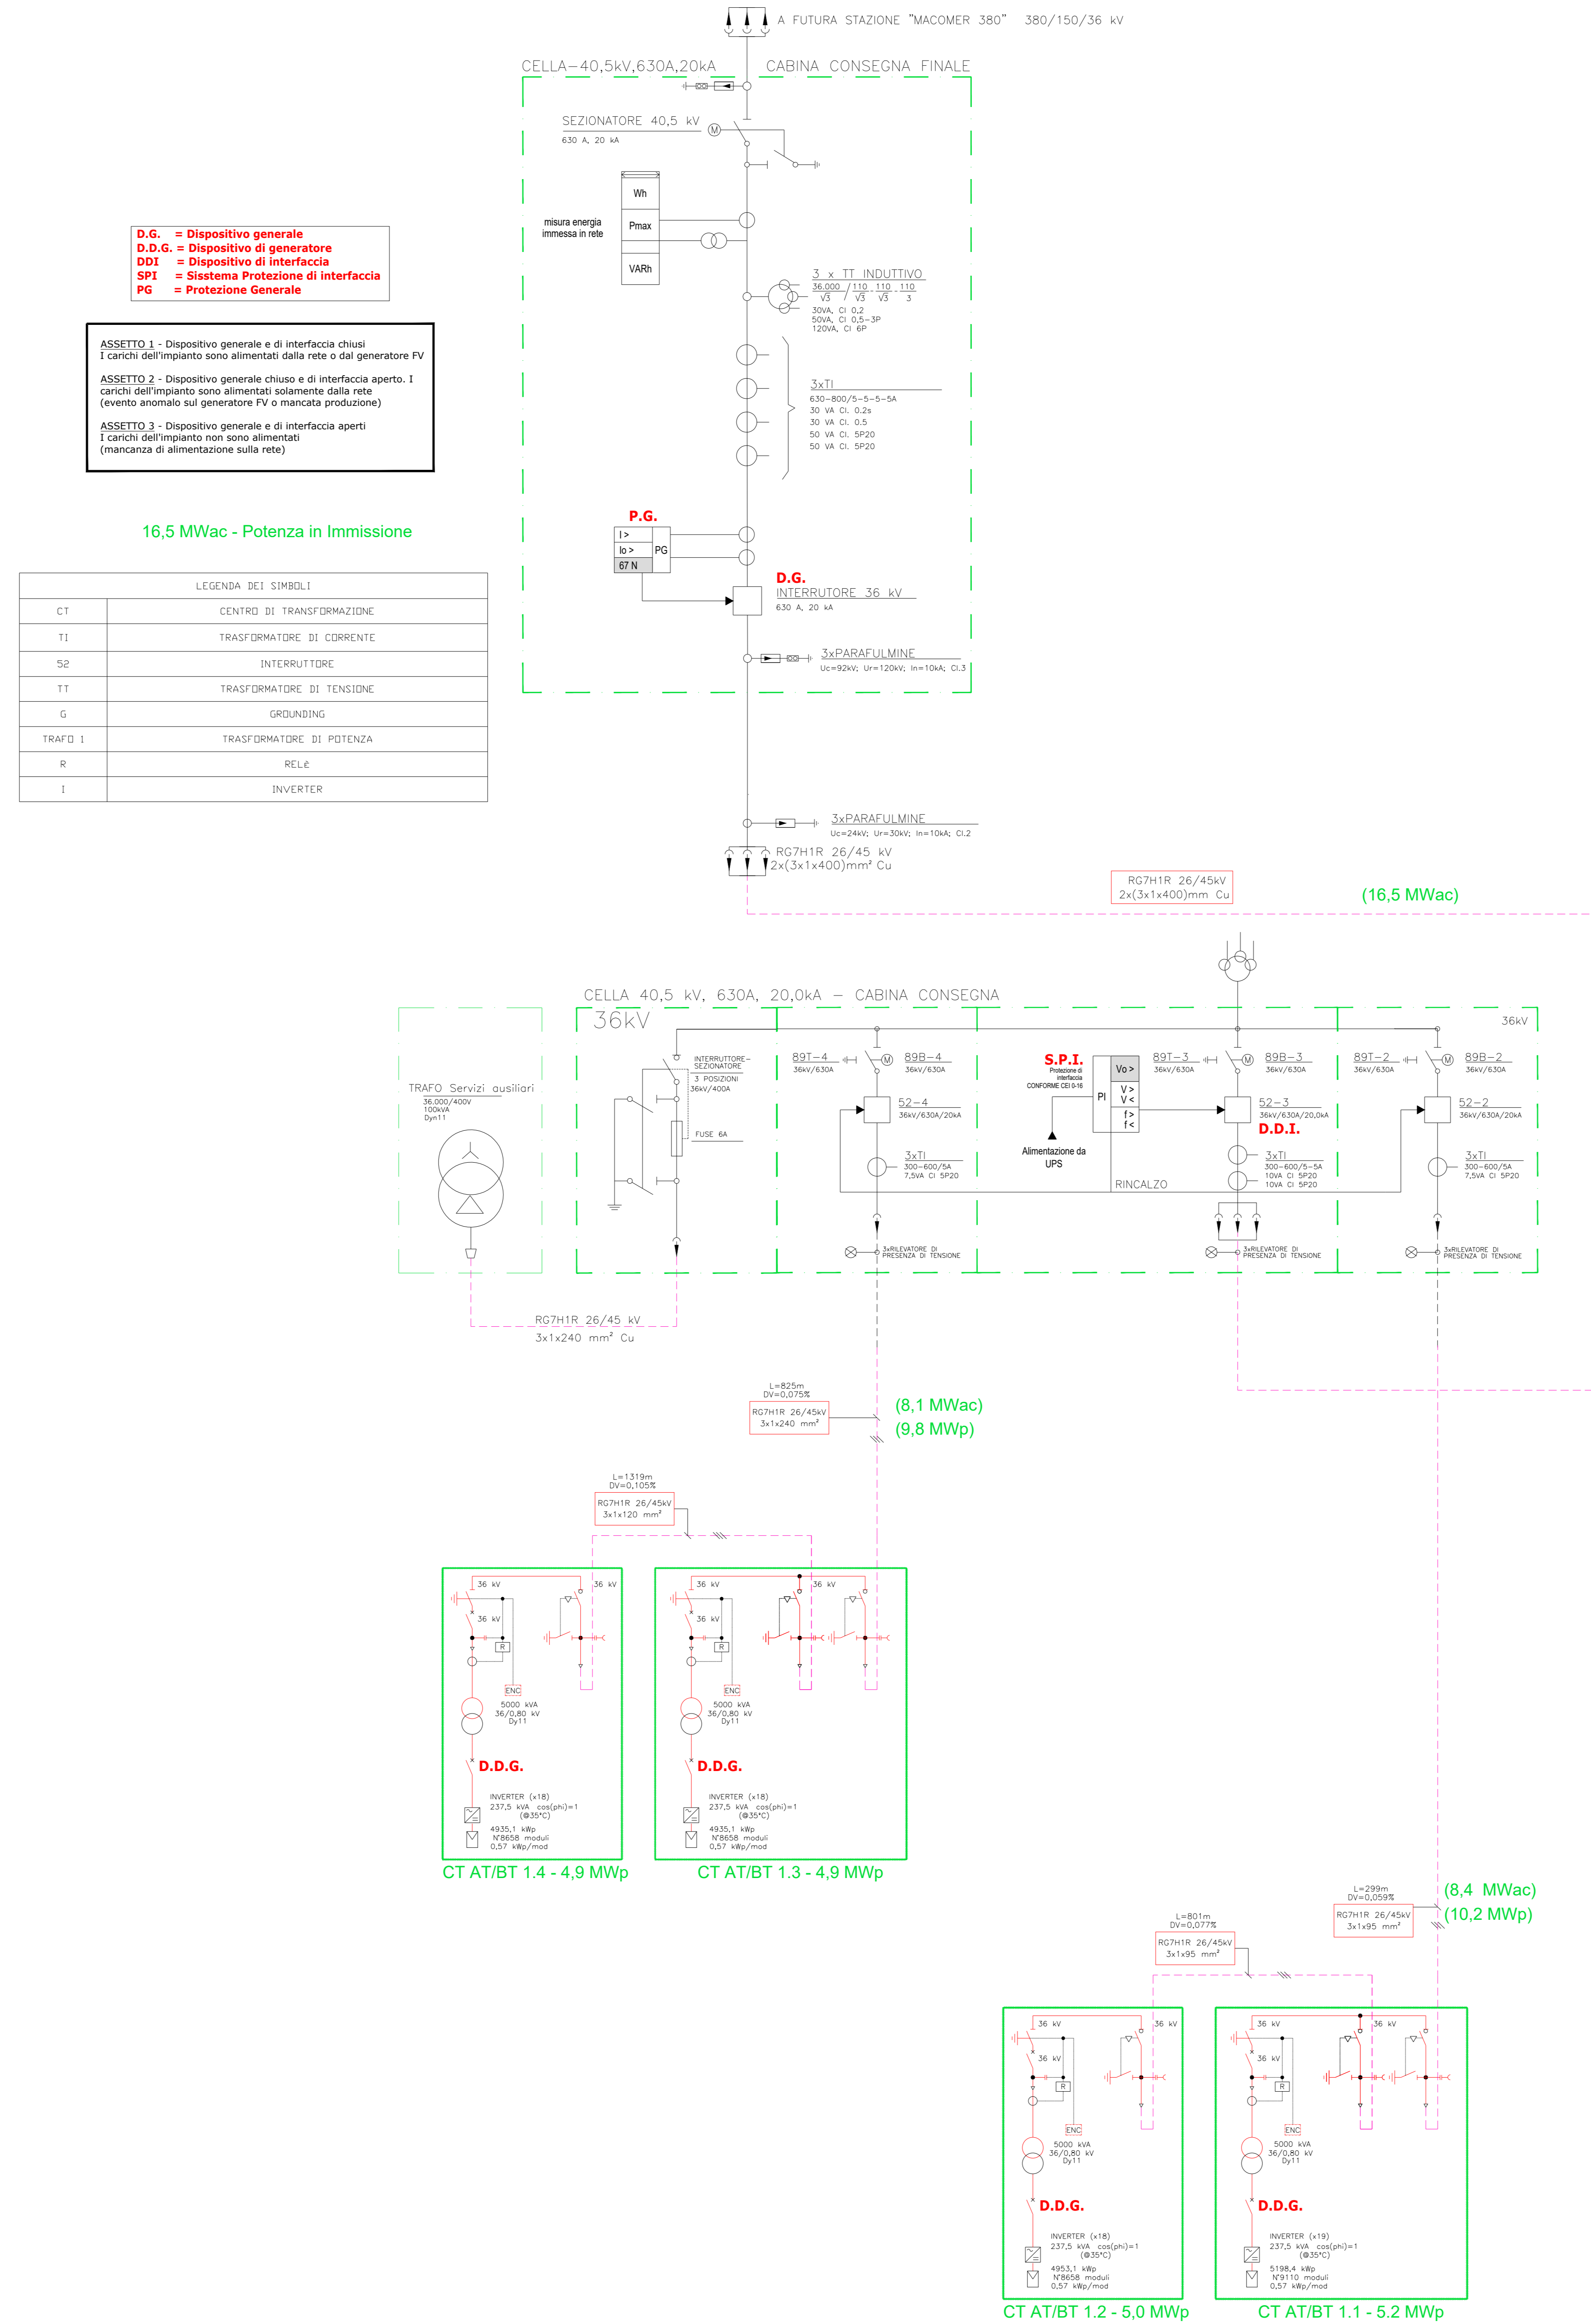 A FUTURA STAZIONE "MACOMER 380" 380/150/36 kV
CELLA-40,5kV,630A,20kA CABINA CONSEGNA FINALE
SEZIONATORE 40,5 kV
630 A, 20 kA
M
Wh
misura energia
immessa in rete
Pmax
VARh
D.G. = Dispositivo generale
D.D.G. = Dispositivo di generatore
DDI = Dispositivo di interfaccia
SPI = Sisstema Protezione di interfaccia
PG = Protezione Generale
3 x TT INDUTTIVO
36.000/√3 / 110/√3 - 110/√3 - 110/3
30VA, Cl 0,2
50VA, Cl 0,5-3P
120VA, Cl 6P
ASSETTO 1 - Dispositivo generale e di interfaccia chiusi
I carichi dell'impianto sono alimentati dalla rete o dal generatore FV
ASSETTO 2 - Dispositivo generale chiuso e di interfaccia aperto. I
carichi dell'impianto sono alimentati solamente dalla rete
(evento anomalo sul generatore FV o mancata produzione)
ASSETTO 3 - Dispositivo generale e di interfaccia aperti
I carichi dell'impianto non sono alimentati
(mancanza di alimentazione sulla rete)
3xTI
630-800/5-5-5-5A
30 VA Cl. 0.2s
30 VA Cl. 0.5
50 VA Cl. 5P20
50 VA Cl. 5P20
16,5 MWac - Potenza in Immissione
P.G.
I >
Io >
67 N
PG
D.G.
INTERRUTORE 36 kV
630 A, 20 kA
3xPARAFULMINE
Uc=92kV; Ur=120kV; In=10kA; Cl.3
LEGENDA DEI SIMBOLI
CT CENTRO DI TRANSFORMAZIONE
TI TRASFORMATORE DI CORRENTE
52 INTERRUTTORE
TT TRASFORMATORE DI TENSIONE
G GROUNDING
TRAFO 1 TRASFORMATORE DI POTENZA
R RELÈ
I INVERTER
3xPARAFULMINE
Uc=24kV; Ur=30kV; In=10kA; Cl.2
RG7H1R 26/45 kV
2x(3x1x400)mm² Cu
RG7H1R 26/45kV
2x(3x1x400)mm Cu
(16,5 MWac)
CELLA 40,5 kV, 630A, 20,0kA - CABINA CONSEGNA
36kV
36kV
TRAFO Servizi ausiliari
36.000/400V
100kVA
Dyn11
INTERRUTTORE-
SEZIONATORE
3 POSIZIONI
36kV/400A
FUSE 6A
89T-4
36kV/630A
M
89B-4
36kV/630A
52-4
36kV/630A/20kA
3xTI
300-600/5A
7,5VA Cl 5P20
3xRILEVATORE DI
PRESENZA DI TENSIONE
S.P.I.
Protezione di
interfaccia
CONFORME CEI 0-16
PI
Vo >
V >
V <
f >
f <
Alimentazione da
UPS
RINCALZO
89T-3
36kV/630A
M
89B-3
36kV/630A
52-3
36kV/630A/20,0kA
D.D.I.
3xTI
300-600/5-5A
10VA Cl 5P20
10VA Cl 5P20
3xRILEVATORE DI
PRESENZA DI TENSIONE
89T-2
36kV/630A
M
89B-2
36kV/630A
52-2
36kV/630A/20kA
3xTI
300-600/5A
7,5VA Cl 5P20
3xRILEVATORE DI
PRESENZA DI TENSIONE
RG7H1R 26/45 kV
3x1x240 mm² Cu
L=825m
DV=0,075%
RG7H1R 26/45kV
3x1x240 mm²
(8,1 MWac)
(9,8 MWp)
L=1319m
DV=0,105%
RG7H1R 26/45kV
3x1x120 mm²
36 kV
36 kV
36 kV
R
ENC
5000 kVA
36/0,80 kV
Dy11
D.D.G.
INVERTER (x18)
237,5 kVA cos(phi)=1
(@35°C)
4935,1 kWp
N°8658 moduli
0,57 kWp/mod
CT AT/BT 1.4 - 4,9 MWp
36 kV
36 kV
36 kV
R
ENC
5000 kVA
36/0,80 kV
Dy11
D.D.G.
INVERTER (x18)
237,5 kVA cos(phi)=1
(@35°C)
4935,1 kWp
N°8658 moduli
0,57 kWp/mod
CT AT/BT 1.3 - 4,9 MWp
L=299m
DV=0,059%
RG7H1R 26/45kV
3x1x95 mm²
(8,4 MWac)
(10,2 MWp)
L=801m
DV=0,077%
RG7H1R 26/45kV
3x1x95 mm²
36 kV
36 kV
36 kV
R
ENC
5000 kVA
36/0,80 kV
Dy11
D.D.G.
INVERTER (x18)
237,5 kVA cos(phi)=1
(@35°C)
4953,1 kWp
N°8658 moduli
0,57 kWp/mod
CT AT/BT 1.2 - 5,0 MWp
36 kV
36 kV
36 kV
R
ENC
5000 kVA
36/0,80 kV
Dy11
D.D.G.
INVERTER (x19)
237,5 kVA cos(phi)=1
(@35°C)
5198,4 kWp
N°9110 moduli
0,57 kWp/mod
CT AT/BT 1.1 - 5.2 MWp